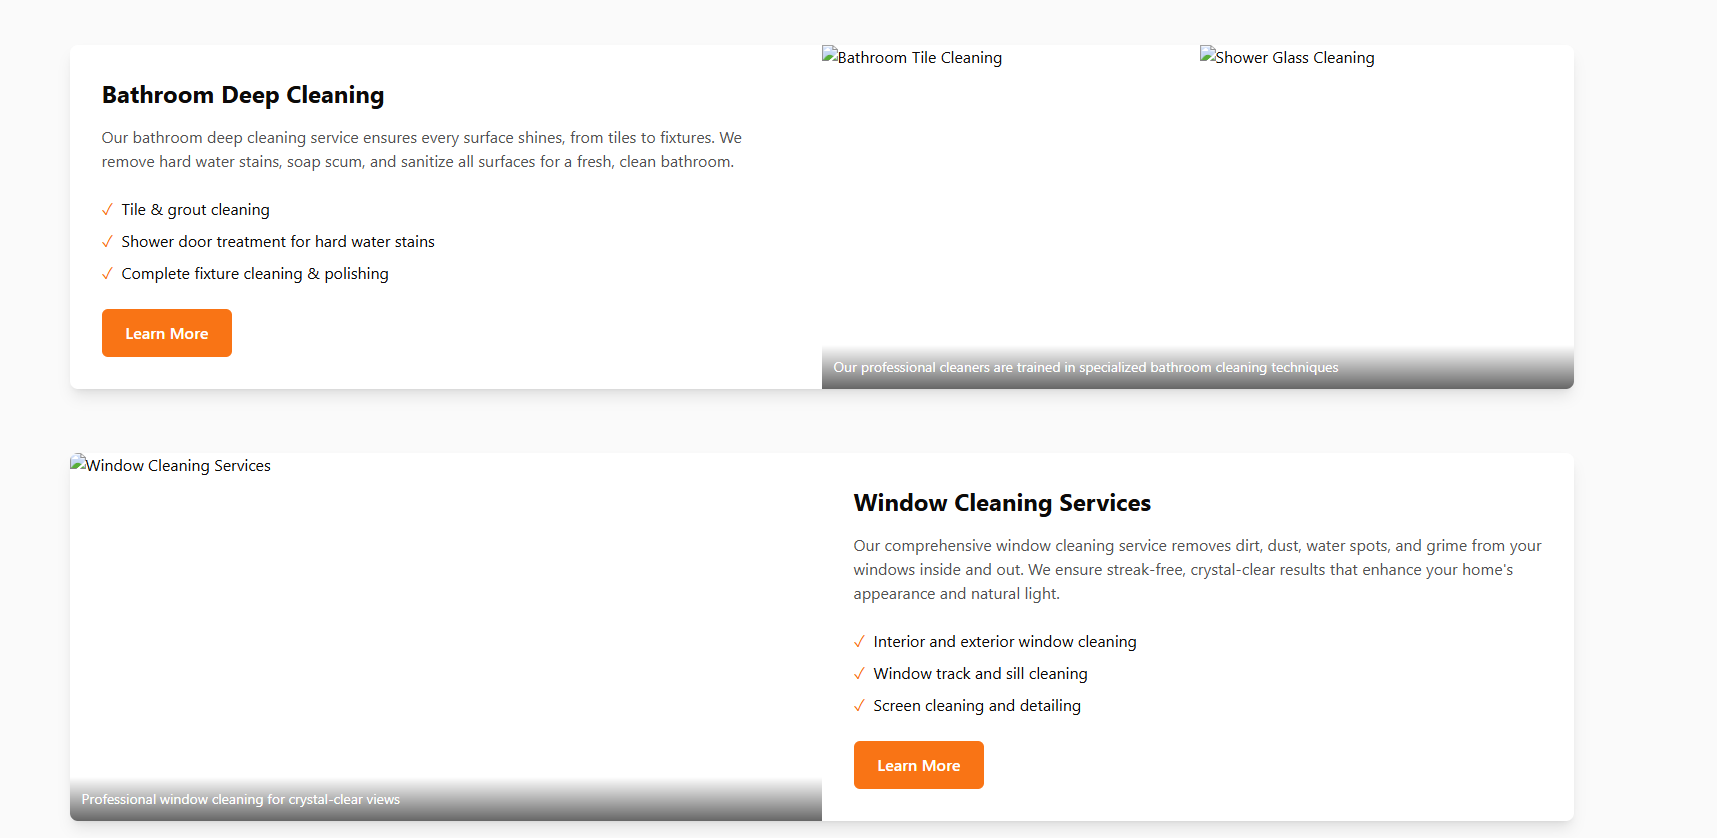 Bathroom Deep Cleaning
Our bathroom deep cleaning service ensures every surface shines, from tiles to fixtures. We
remove hard water stains, soap scum, and sanitize all surfaces for a fresh, clean bathroom.
✓ Tile & grout cleaning
✓ Shower door treatment for hard water stains
✓ Complete fixture cleaning & polishing
Learn More
Bathroom Tile Cleaning
Shower Glass Cleaning
Our professional cleaners are trained in specialized bathroom cleaning techniques
Window Cleaning Services
Professional window cleaning for crystal-clear views
Window Cleaning Services
Our comprehensive window cleaning service removes dirt, dust, water spots, and grime from your
windows inside and out. We ensure streak-free, crystal-clear results that enhance your home's
appearance and natural light.
✓ Interior and exterior window cleaning
✓ Window track and sill cleaning
✓ Screen cleaning and detailing
Learn More